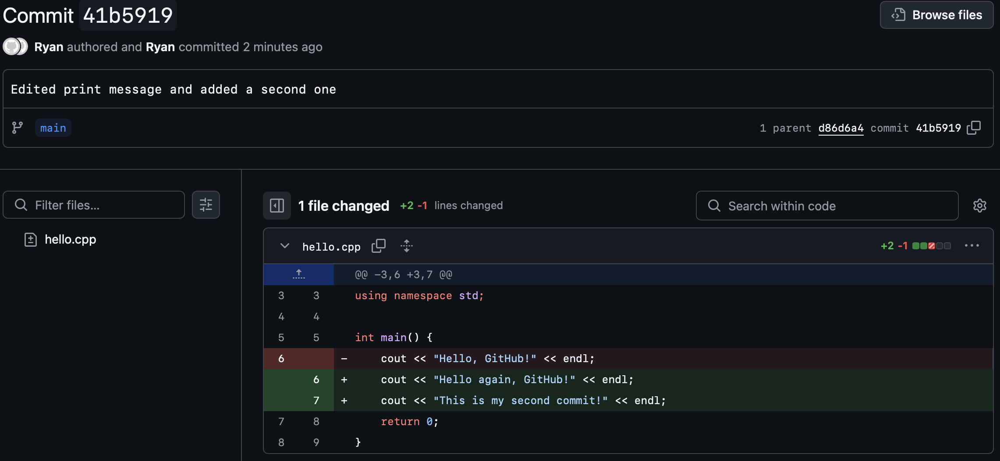 Commit 41b5919
Browse files
Ryan authored and Ryan committed 2 minutes ago
Edited print message and added a second one
main
1 parent d86d6a4 commit 41b5919
Filter files...
hello.cpp
1 file changed +2 -1 lines changed
Search within code
hello.cpp
+2 -1
@@ -3,6 +3,7 @@
3 3 using namespace std;
4 4
5 5 int main() {
6 - cout << "Hello, GitHub!" << endl;
6 + cout << "Hello again, GitHub!" << endl;
7 + cout << "This is my second commit!" << endl;
7 8 return 0;
8 9 }